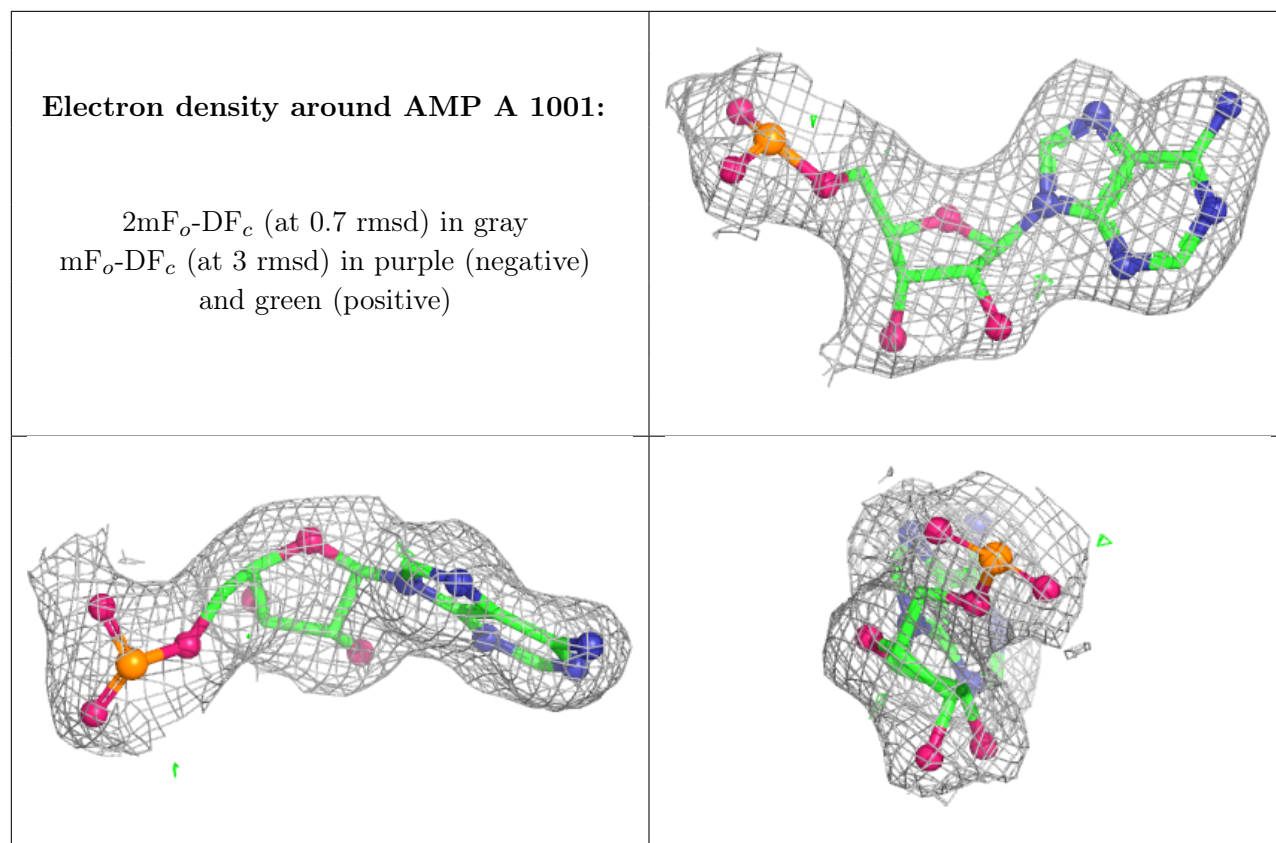 Electron density around AMP A 1001:
2mFo-DFc (at 0.7 rmsd) in gray
mFo-DFc (at 3 rmsd) in purple (negative)
and green (positive)